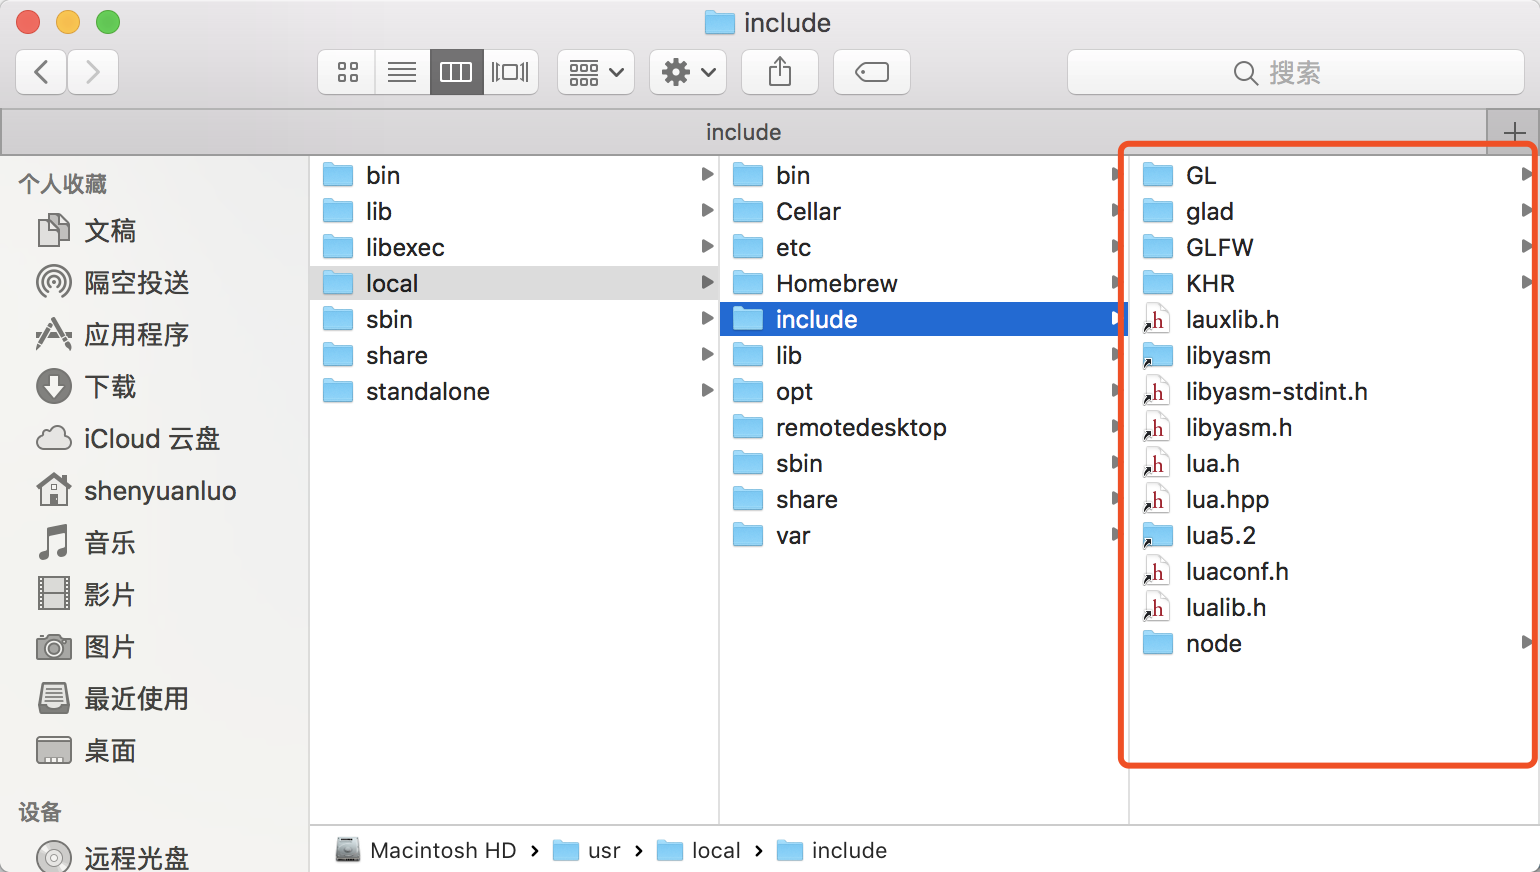 include
搜索
include
个人收藏
文稿
隔空投送
应用程序
下载
iCloud 云盘
shenyuanluo
音乐
影片
图片
最近使用
桌面
设备
远程光盘
bin
lib
libexec
local
sbin
share
standalone
bin
Cellar
etc
Homebrew
include
lib
opt
remotedesktop
sbin
share
var
GL
glad
GLFW
KHR
lauxlib.h
libyasm
libyasm-stdint.h
libyasm.h
lua.h
lua.hpp
lua5.2
luaconf.h
lualib.h
node
Macintosh HD › usr › local › include